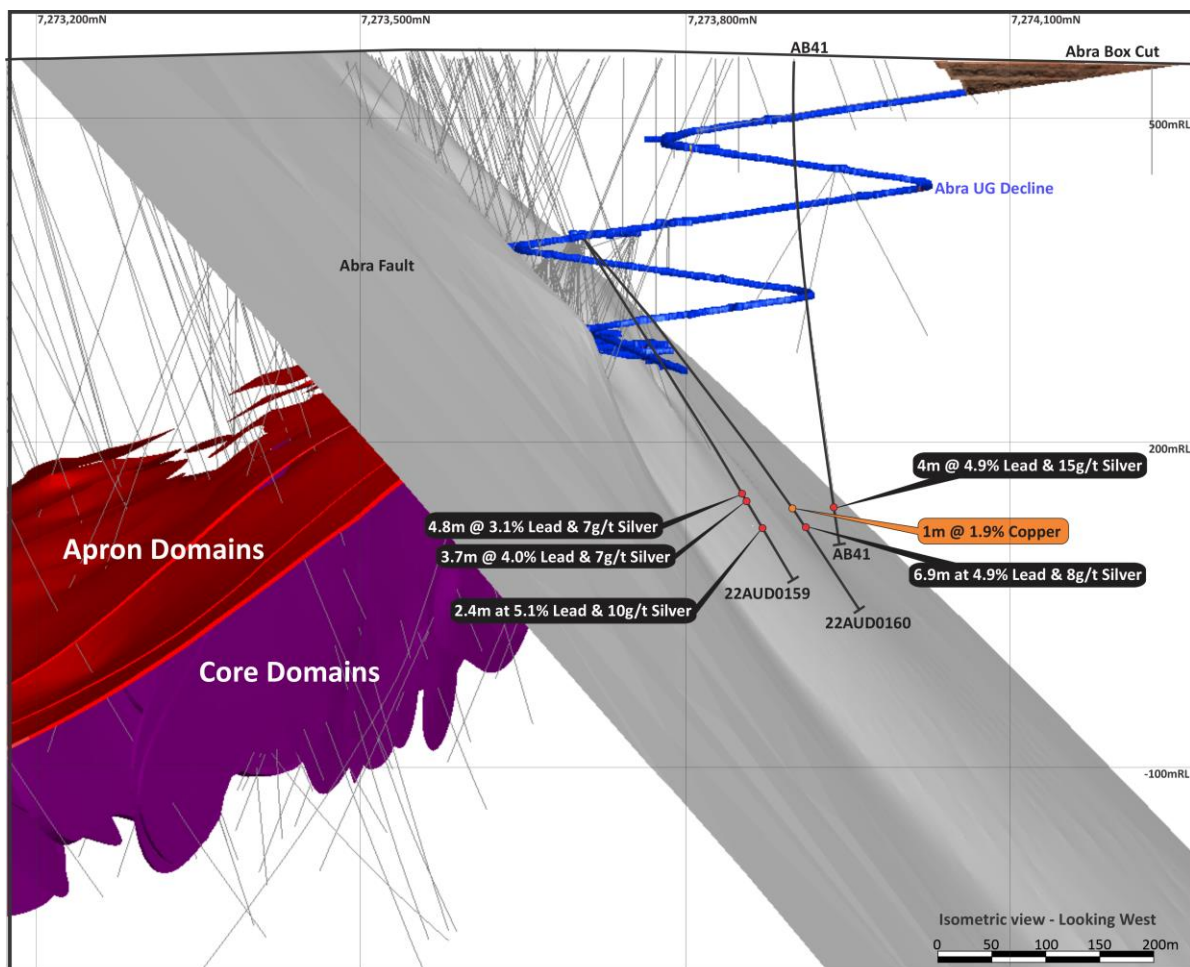 7,273,200mN
7,273,500mN
7,273,800mN
7,274,100mN
AB41
Abra Box Cut
500mRL
Abra UG Decline
Abra Fault
200mRL
4m @ 4.9% Lead & 15g/t Silver
4.8m @ 3.1% Lead & 7g/t Silver
1m @ 1.9% Copper
Apron Domains
3.7m @ 4.0% Lead & 7g/t Silver
AB41
6.9m at 4.9% Lead & 8g/t Silver
22AUD0159
2.4m at 5.1% Lead & 10g/t Silver
22AUD0160
Core Domains
-100mRL
Isometric view - Looking West
0 50 100 150 200m